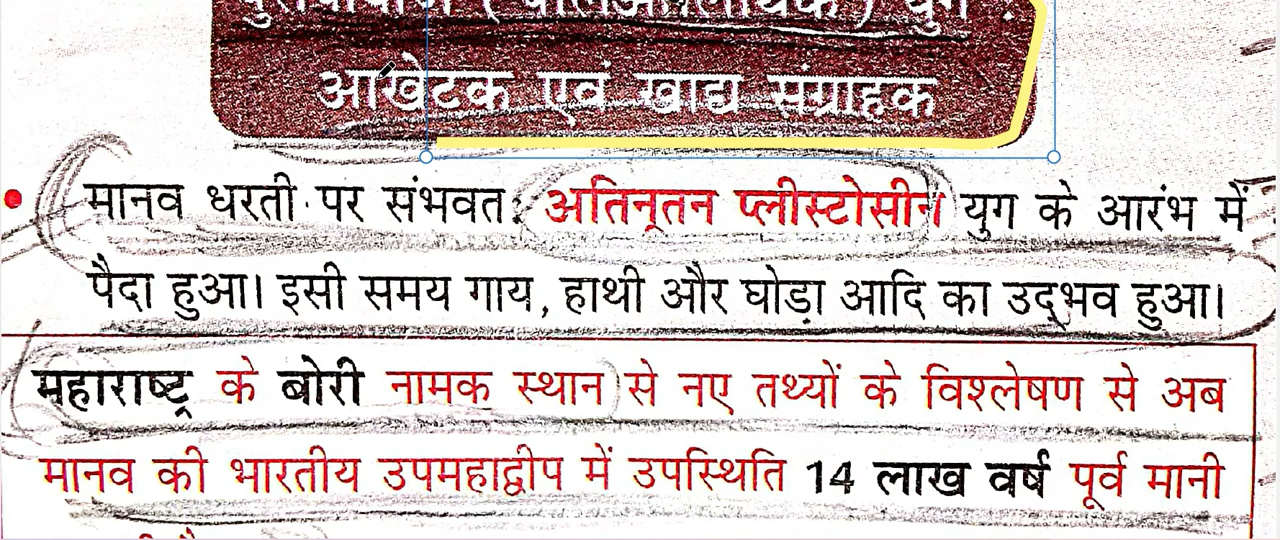 युग
आखेटक एवं खाद्य संग्राहक
मानव धरती पर संभवत: अतिनूतन प्लीस्टोसीन युग के आरंभ में
पैदा हुआ। इसी समय गाय, हाथी और घोड़ा आदि का उद्भव हुआ।
महाराष्ट्र के बोरी नामक स्थान से नए तथ्यों के विश्लेषण से अब
मानव की भारतीय उपमहाद्वीप में उपस्थिति 14 लाख वर्ष पूर्व मानी